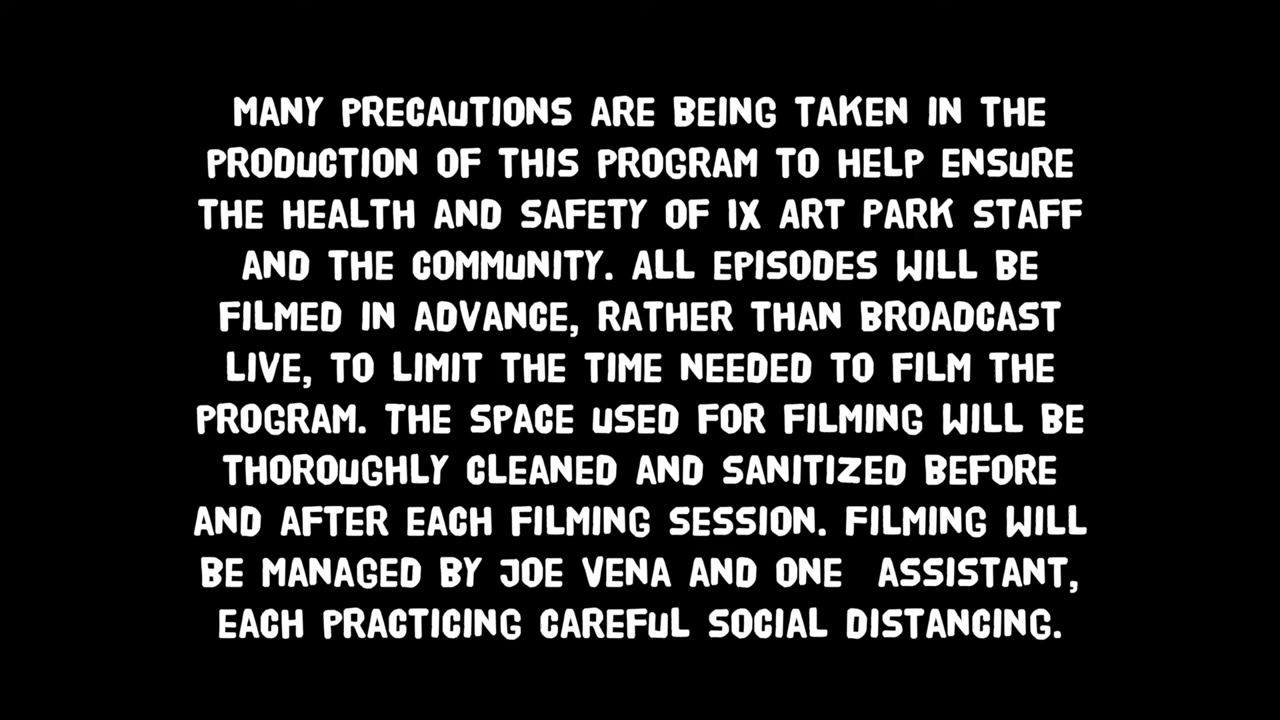 MANY PRECAUTIONS ARE BEING TAKEN IN THE
PRODUCTION OF THIS PROGRAM TO HELP ENSURE
THE HEALTH AND SAFETY OF IX ART PARK STAFF
AND THE COMMUNITY. ALL EPISODES WILL BE
FILMED IN ADVANCE, RATHER THAN BROADCAST
LIVE, TO LIMIT THE TIME NEEDED TO FILM THE
PROGRAM. THE SPACE USED FOR FILMING WILL BE
THOROUGHLY CLEANED AND SANITIZED BEFORE
AND AFTER EACH FILMING SESSION. FILMING WILL
BE MANAGED BY JOE VENA AND ONE ASSISTANT,
EACH PRACTICING CAREFUL SOCIAL DISTANCING.